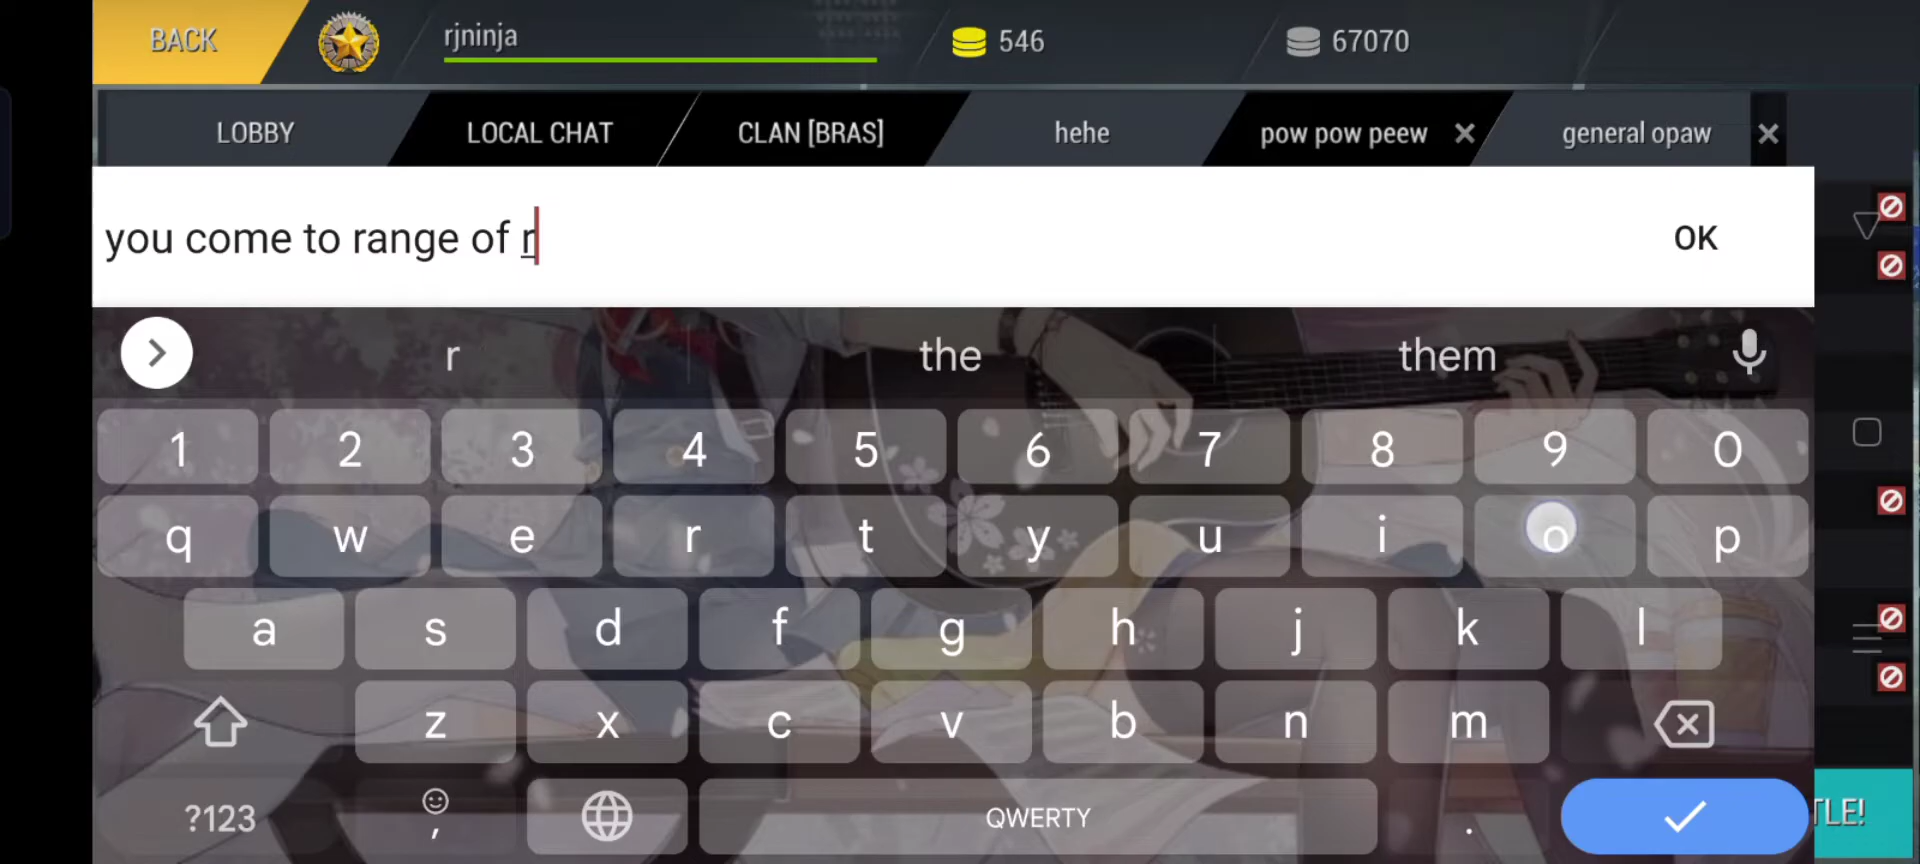 BACK
rjninja
546
67070
LOBBY
LOCAL CHAT
CLAN [BRAS]
hehe
pow pow peew
general opaw
you come to range of r
OK
r
the
them
1 2 3 4 5 6 7 8 9 0
q w e r t y u i o p
a s d f g h j k l
z x c v b n m
?123
,
QWERTY
.
TLE!